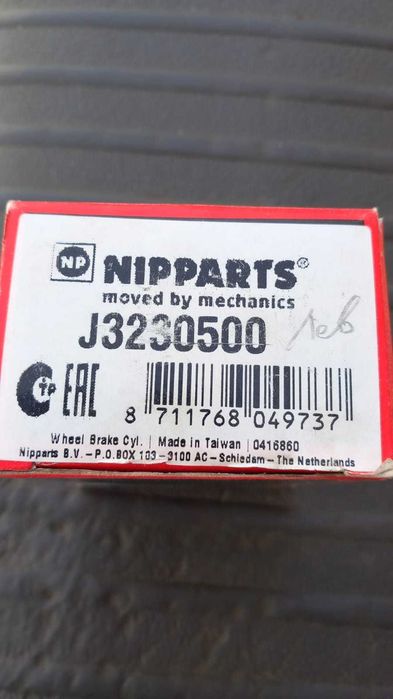 NP NIPPARTS®
moved by mechanics
J3230500 лев
TP EAC
8 711768 049737
Wheel Brake Cyl. | Made in Taiwan | 0416860
Nipparts B.V. – P.O.BOX 103 – 3100 AC – Schiedam – The Netherlands